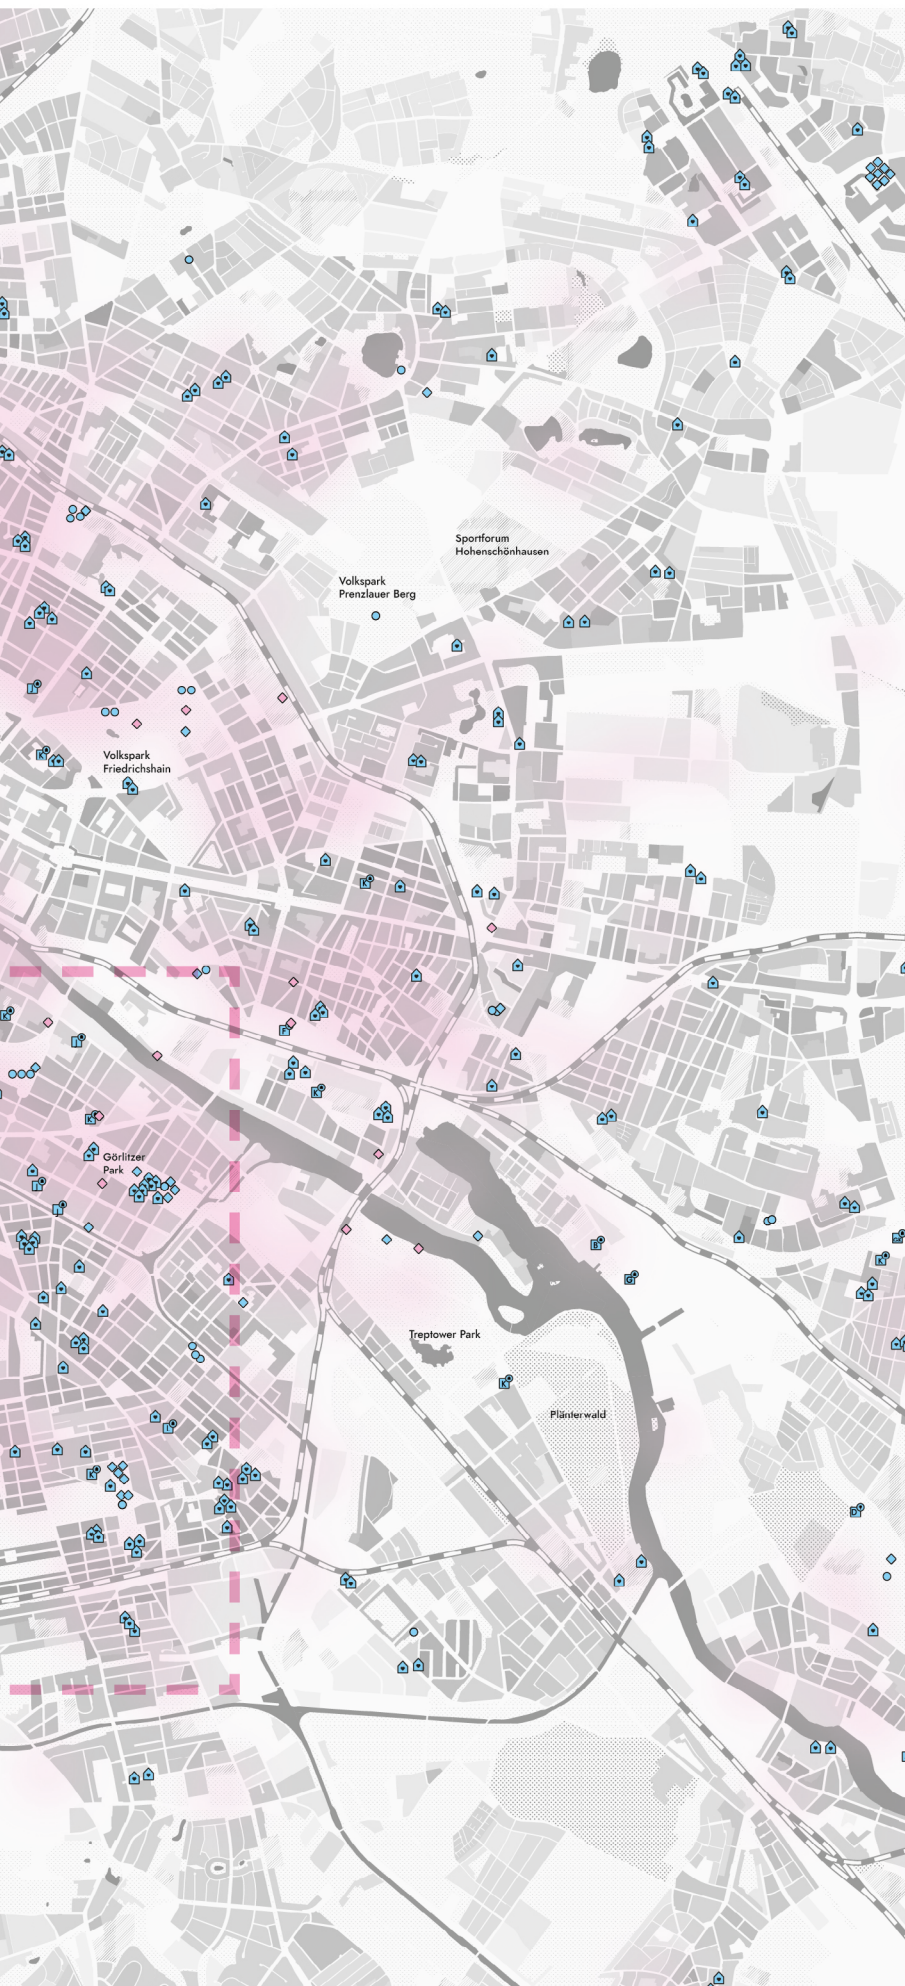 Sportforum
Hohenschönhausen
Volkspark
Prenzlauer Berg
J
K
Volkspark
Friedrichshain
K
K
F
J
K
K
Görlitzer
Park
J
J
B
G
K
Treptower Park
K
Plänterwald
K
D